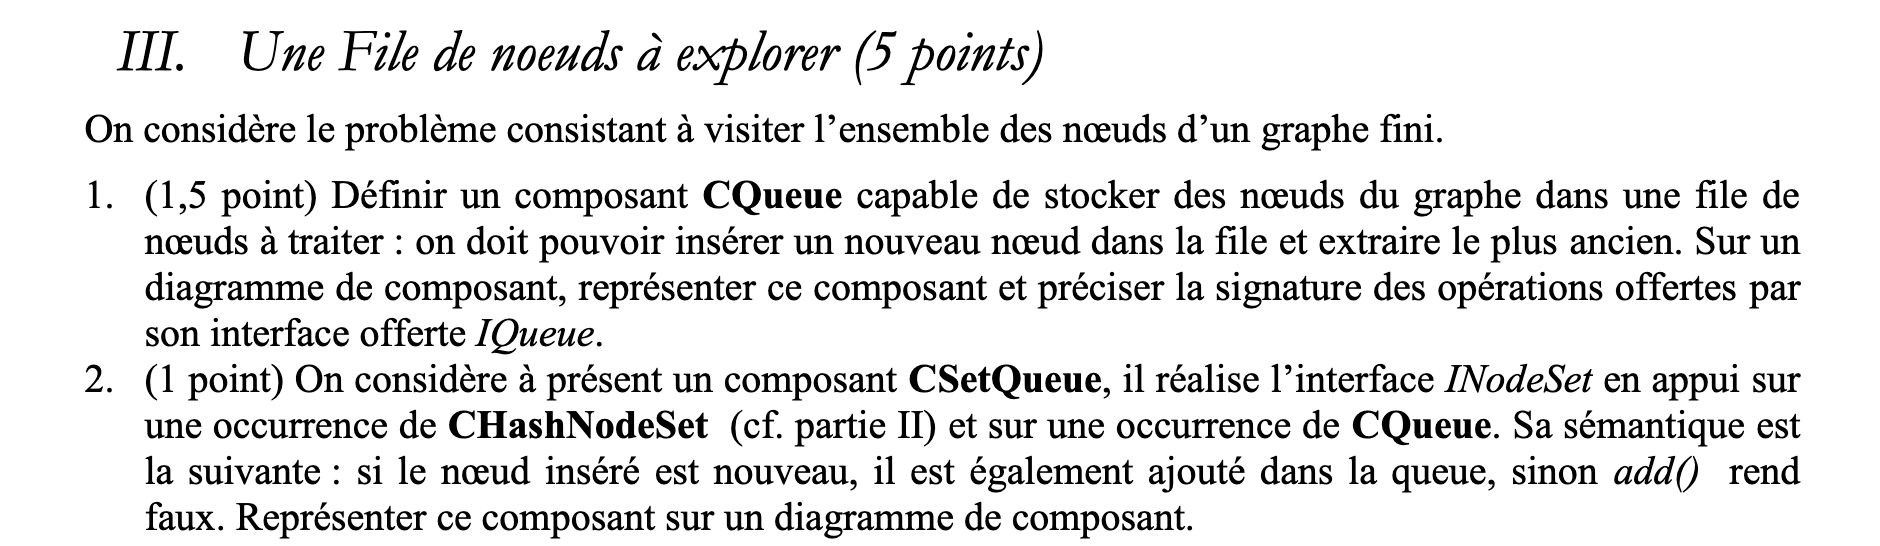 III. Une File de noeuds à explorer (5 points)
On considère le problème consistant à visiter l’ensemble des nœuds d’un graphe fini.
1. (1,5 point) Définir un composant CQueue capable de stocker des nœuds du graphe dans une file de
nœuds à traiter : on doit pouvoir insérer un nouveau nœud dans la file et extraire le plus ancien. Sur un
diagramme de composant, représenter ce composant et préciser la signature des opérations offertes par
son interface offerte IQueue.
2. (1 point) On considère à présent un composant CSetQueue, il réalise l’interface INodeSet en appui sur
une occurrence de CHashNodeSet (cf. partie II) et sur une occurrence de CQueue. Sa sémantique est
la suivante : si le nœud inséré est nouveau, il est également ajouté dans la queue, sinon add() rend
faux. Représenter ce composant sur un diagramme de composant.